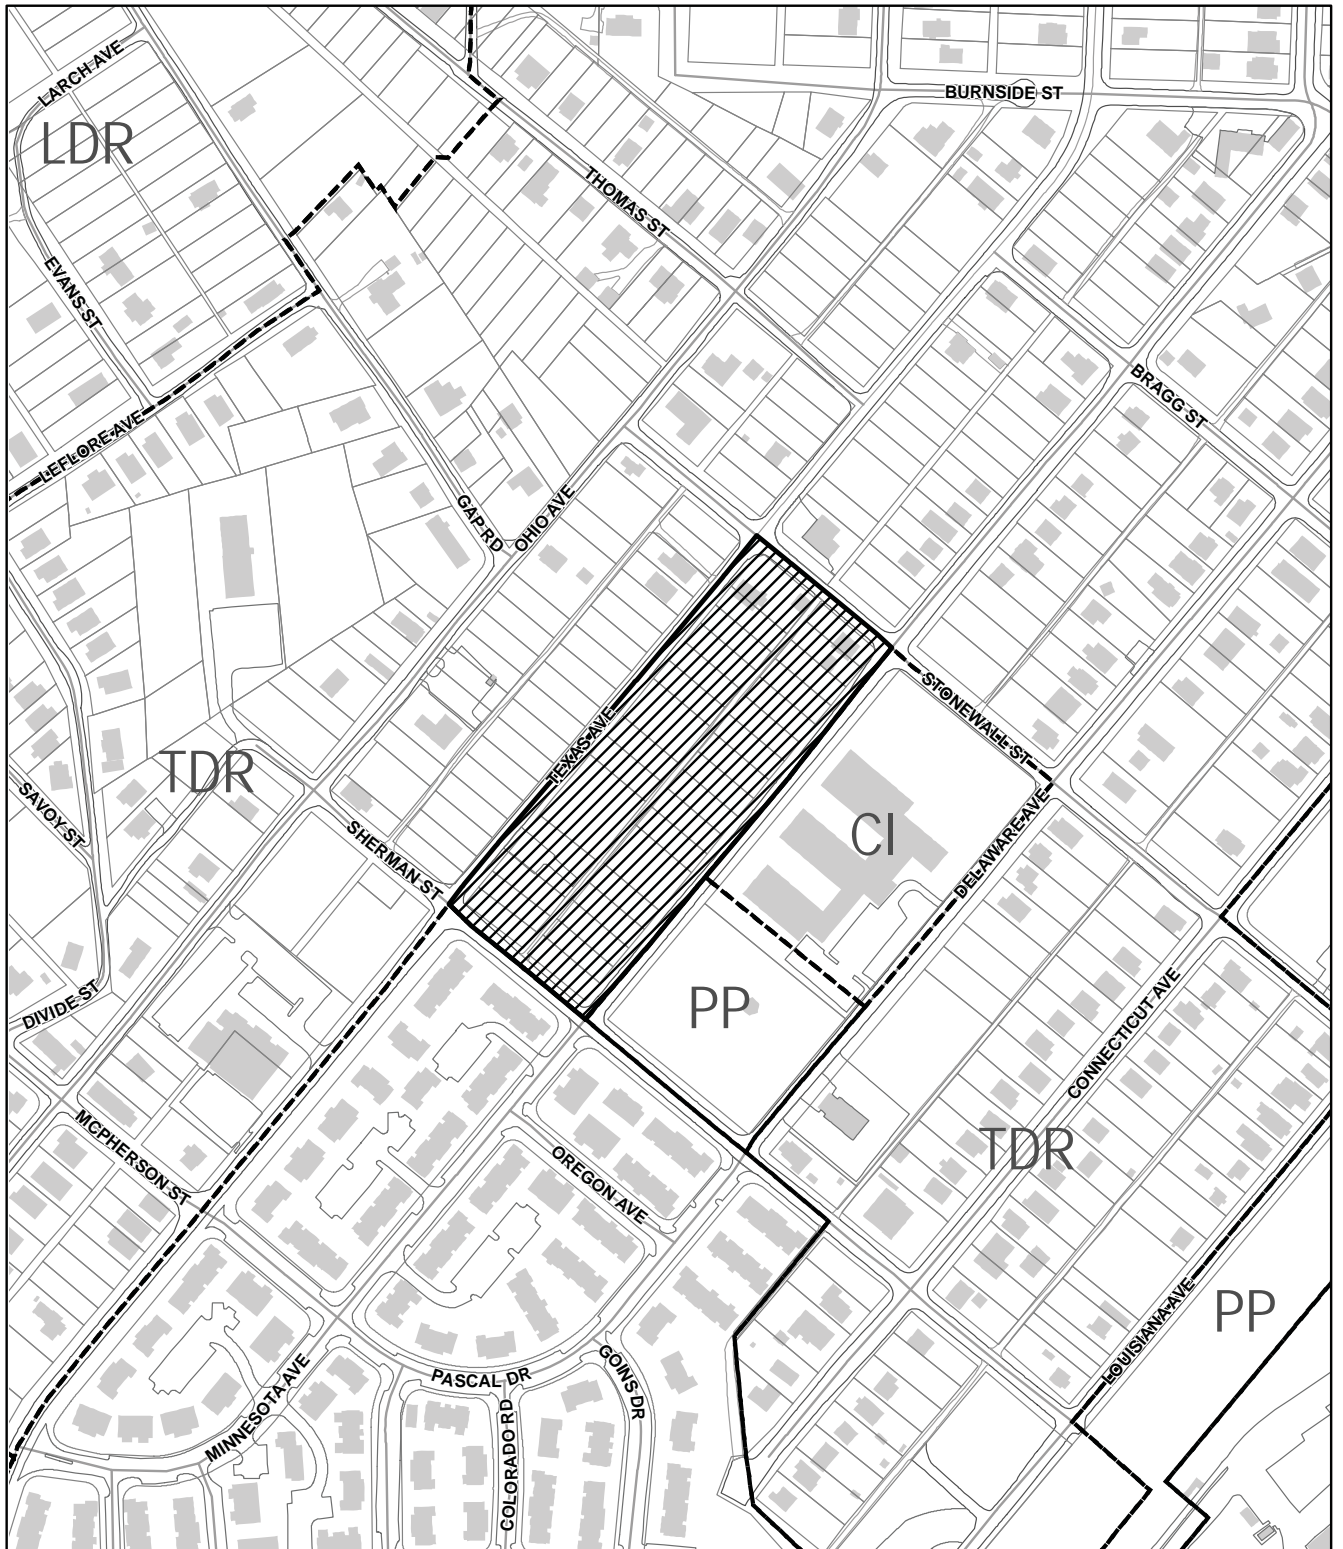 LARCH AVE
BURNSIDE ST
LDR
THOMAS ST
EVANS ST
BRAGG ST
LEFLORE AVE
GAP RD
OHIO AVE
STONEWALL ST
TEXAS AVE
TDR
SAVOY ST
SHERMAN ST
CI
DELAWARE AVE
PP
DIVIDE ST
CONNECTICUT AVE
MCPHERSON ST
TDR
OREGON AVE
LOUISIANA AVE
PP
PASCAL DR
GOINS DR
MINNESOTA AVE
COLORADO RD